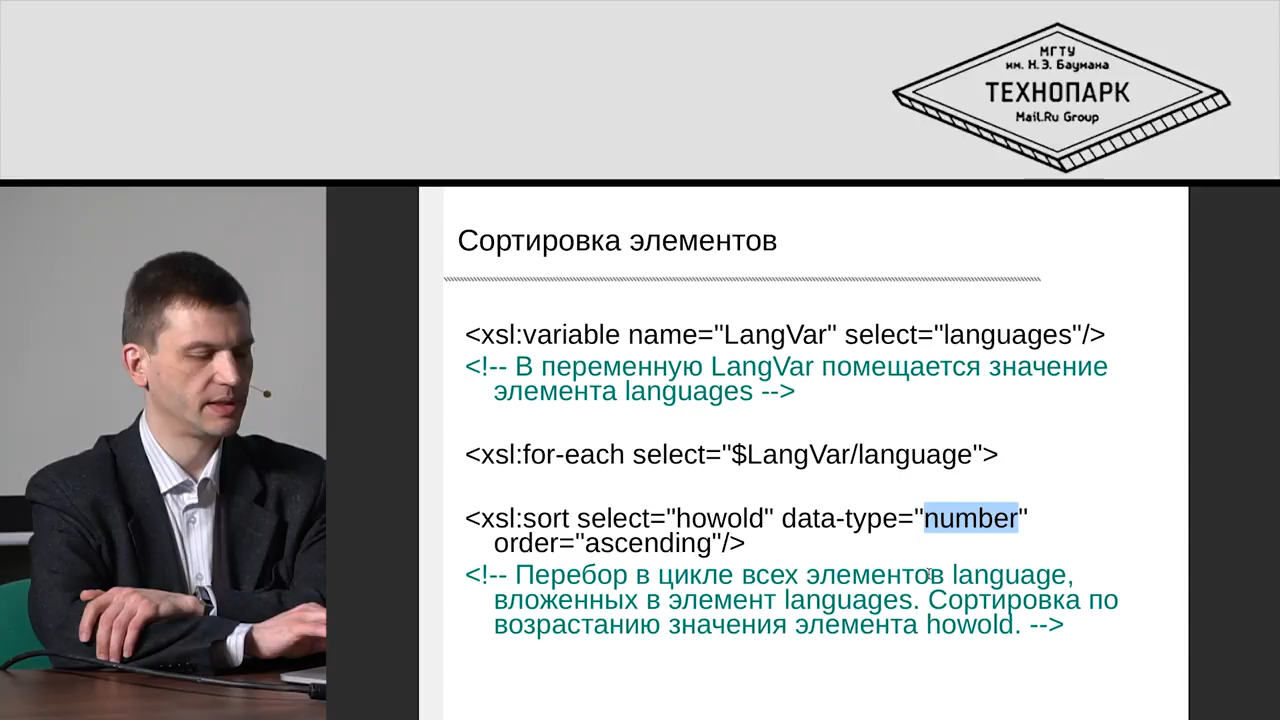 МГТУ
им. Н.Э. Баумана
ТЕХНОПАРК
Mail.Ru Group
Сортировка элементов
<xsl:variable name="LangVar" select="languages"/>
<!-- В переменную LangVar помещается значение
элемента languages -->
<xsl:for-each select="$LangVar/language">
<xsl:sort select="howold" data-type="number"
order="ascending"/>
<!-- Перебор в цикле всех элементов language,
вложенных в элемент languages. Сортировка по
возрастанию значения элемента howold. -->